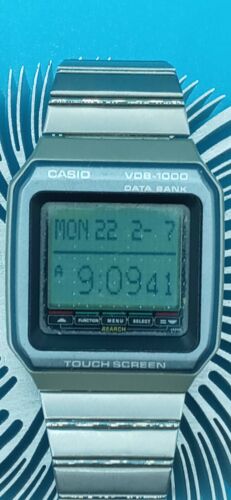 CASIO VDB-1000
DATA BANK
MON 22 2- 7
A 9:09 41
FUNCTION MENU SELECT
SEARCH
TOUCH SCREEN